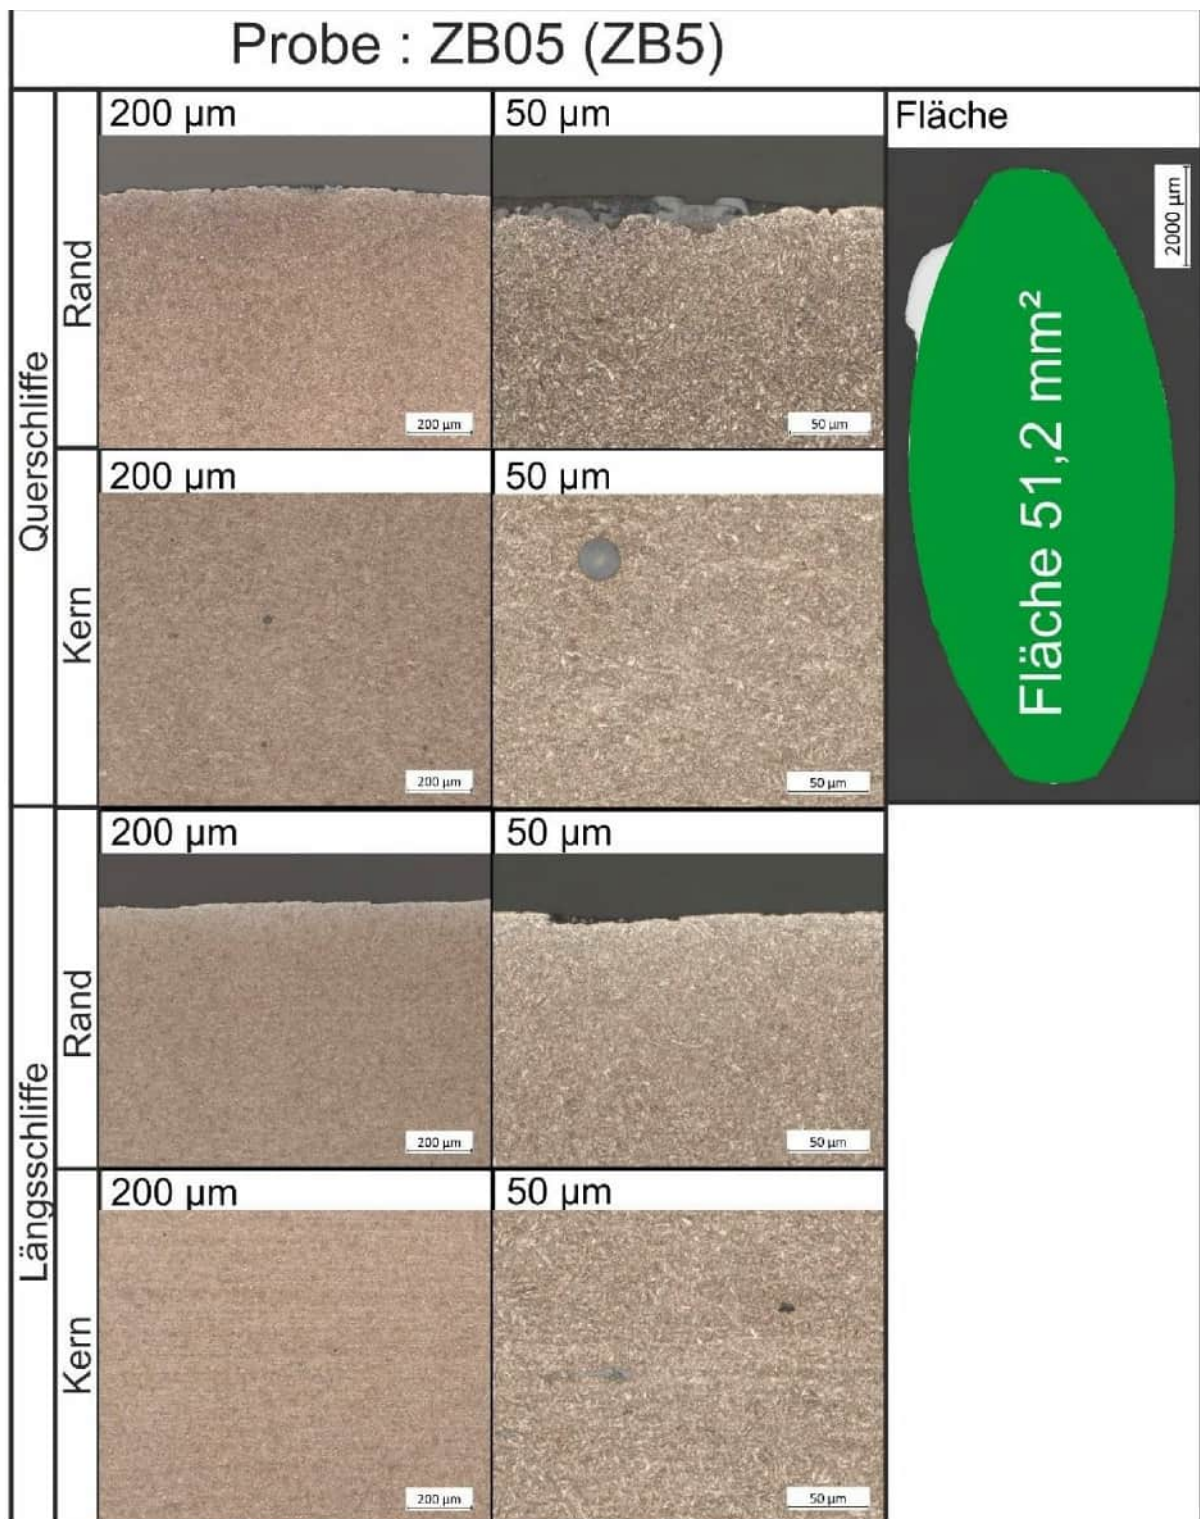 Probe : ZB05 (ZB5)
Querschliffe
Rand
200 µm
200 µm
50 µm
50 µm
Fläche
2000 µm
Fläche 51,2 mm²
Kern
200 µm
200 µm
50 µm
50 µm
Längsschliffe
Rand
200 µm
200 µm
50 µm
50 µm
Kern
200 µm
200 µm
50 µm
50 µm